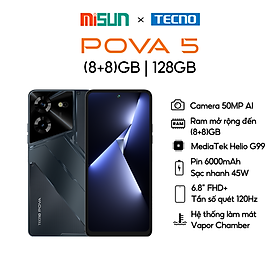 MISUN × TECNO
POVA 5
(8+8)GB | 128GB
Camera 50MP AI
Ram mở rộng đến
(8+8)GB
MediaTek Helio G99
Pin 6000mAh
Sạc nhanh 45W
6.8" FHD+
Tần số quét 120Hz
Hệ thống làm mát
Vapor Chamber